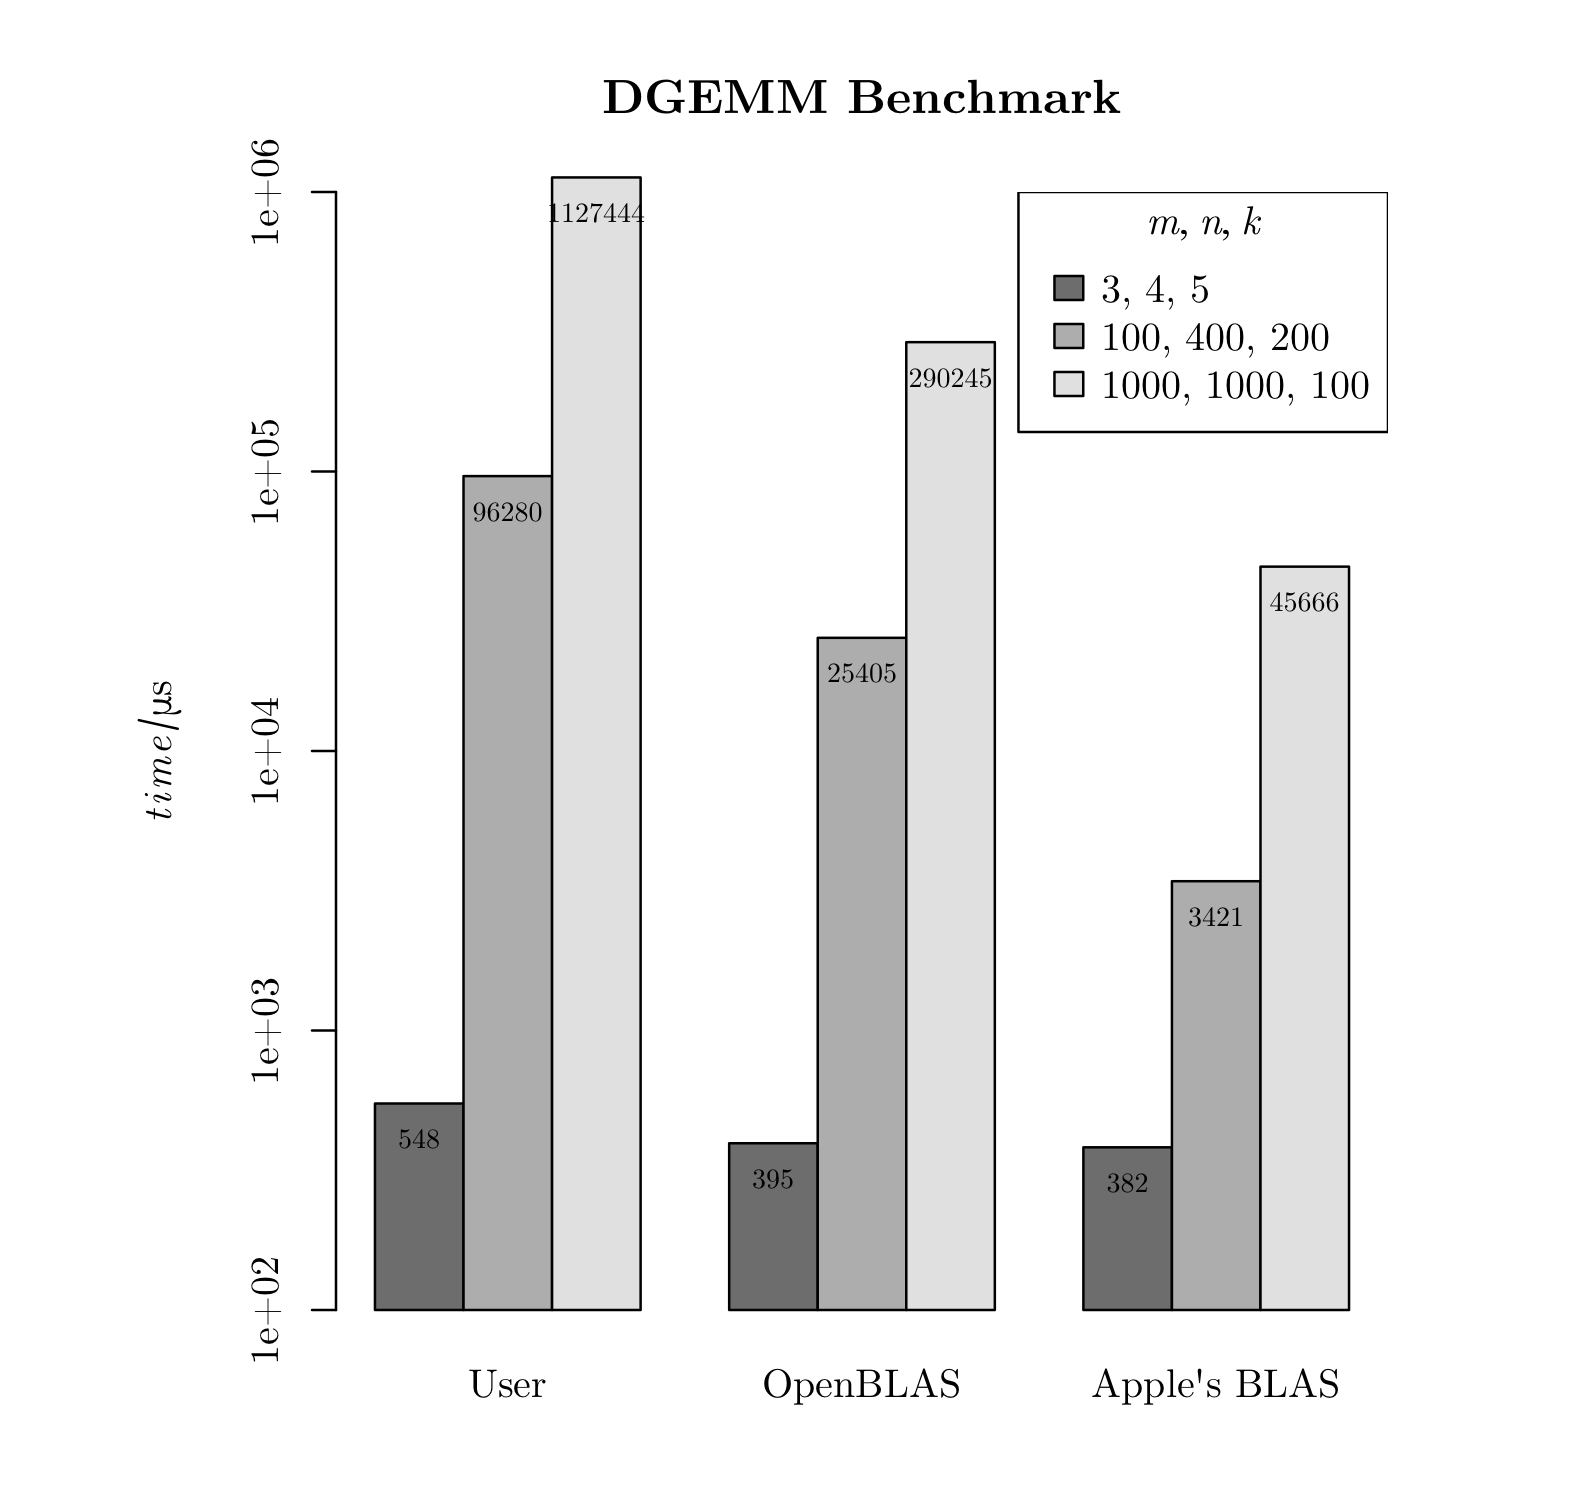 DGEMM Benchmark
time/µs
1e+06
1e+05
1e+04
1e+03
1e+02
m, n, k
3, 4, 5
100, 400, 200
1000, 1000, 100
548
96280
1127444
395
25405
290245
382
3421
45666
User
OpenBLAS
Apple's BLAS